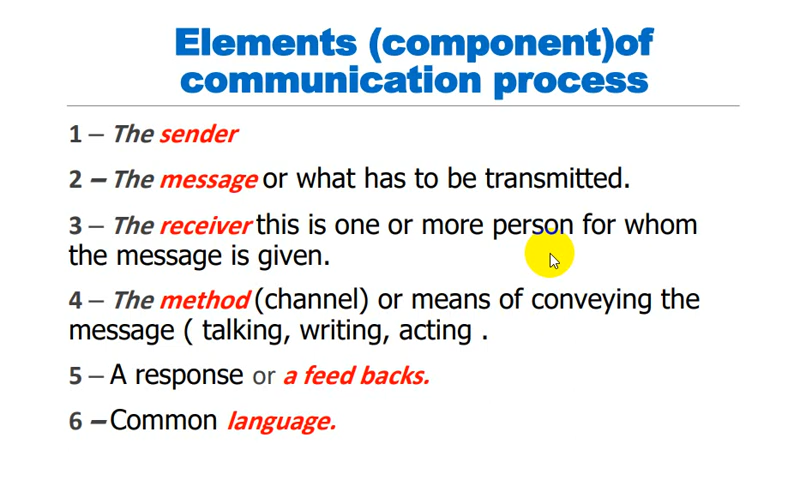 Elements (component)of
communication process
1 – The sender
2 – The message or what has to be transmitted.
3 – The receiver this is one or more person for whom
the message is given.
4 – The method (channel) or means of conveying the
message ( talking, writing, acting .
5 – A response or a feed backs.
6 – Common language.